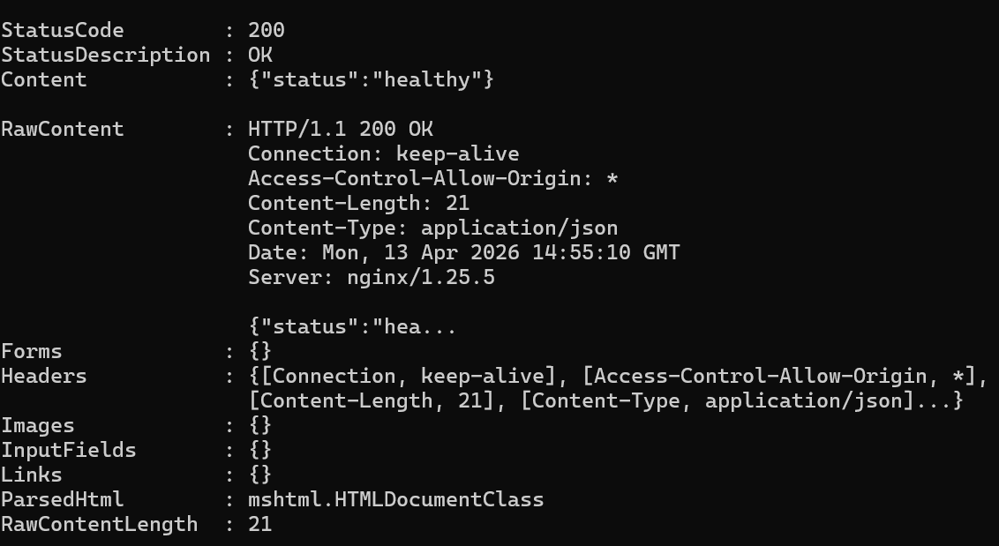 StatusCode        : 200
StatusDescription : OK
Content           : {"status":"healthy"}

RawContent        : HTTP/1.1 200 OK
                    Connection: keep-alive
                    Access-Control-Allow-Origin: *
                    Content-Length: 21
                    Content-Type: application/json
                    Date: Mon, 13 Apr 2026 14:55:10 GMT
                    Server: nginx/1.25.5

                    {"status":"hea...
Forms             : {}
Headers           : {[Connection, keep-alive], [Access-Control-Allow-Origin, *],
                    [Content-Length, 21], [Content-Type, application/json]...}
Images            : {}
InputFields       : {}
Links             : {}
ParsedHtml        : mshtml.HTMLDocumentClass
RawContentLength  : 21